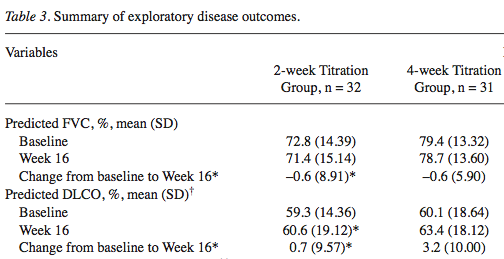 Table 3. Summary of exploratory disease outcomes.
Variables
2-week Titration 4-week Titration
Group, n = 32 Group, n = 31
Predicted FVC, %, mean (SD)
Baseline 72.8 (14.39) 79.4 (13.32)
Week 16 71.4 (15.14) 78.7 (13.60)
Change from baseline to Week 16* –0.6 (8.91)* –0.6 (5.90)
Predicted DLCO, %, mean (SD)†
Baseline 59.3 (14.36) 60.1 (18.64)
Week 16 60.6 (19.12)* 63.4 (18.12)
Change from baseline to Week 16* 0.7 (9.57)* 3.2 (10.00)